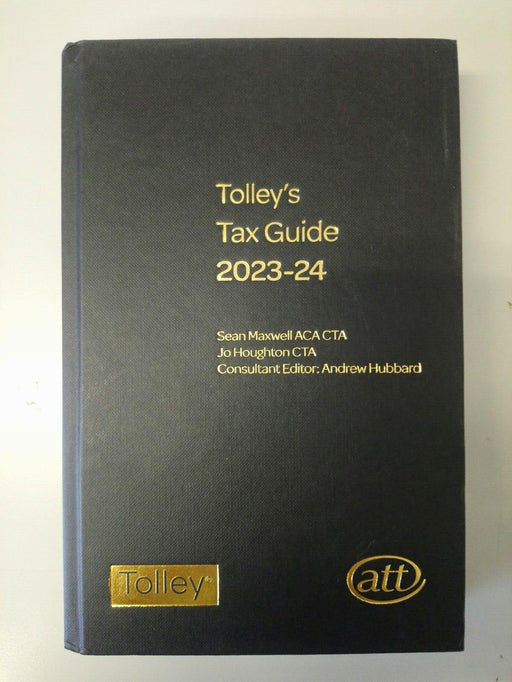 Tolley's
Tax Guide
2023-24
Sean Maxwell ACA CTA
Jo Houghton CTA
Consultant Editor: Andrew Hubbard
Tolley®
att